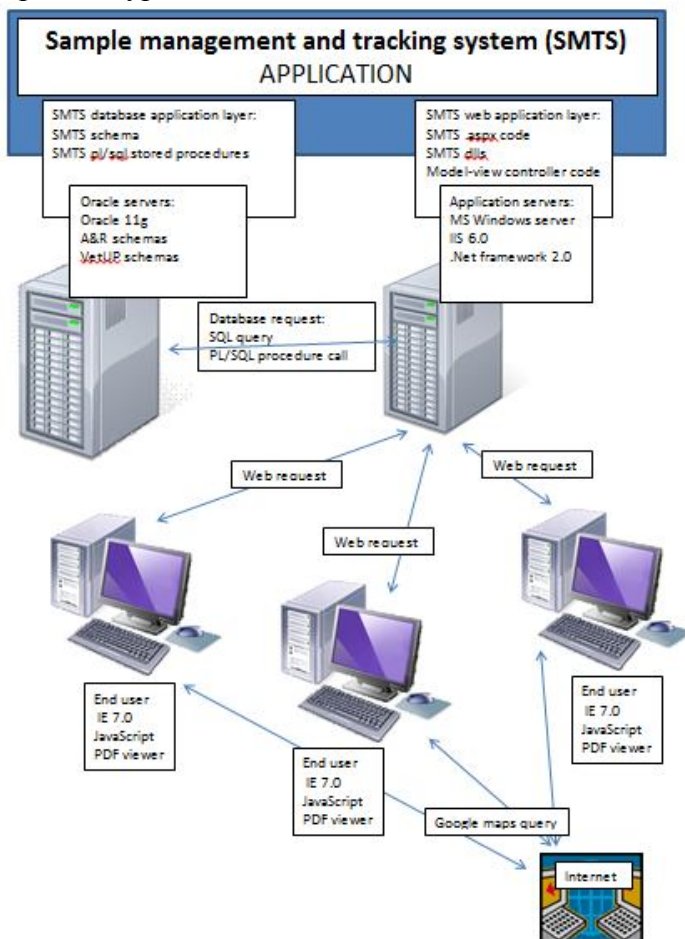 Sample management and tracking system (SMTS)
APPLICATION
SMTS database application layer:
SMTS schema
SMTS pl/sql stored procedures
SMTS web application layer:
SMTS .aspx code
SMTS dlls
Model-view controller code
Oracle servers:
Oracle 11g
A&R schemas
VetUP schemas
Application servers:
MS Windows server
IIS 6.0
.Net framework 2.0
Database request:
SQL query
PL/SQL procedure call
Web request
Web request
Web request
End user
IE 7.0
JavaScript
PDF viewer
End user
IE 7.0
JavaScript
PDF viewer
End user
IE 7.0
JavaScript
PDF viewer
Google maps query
Internet